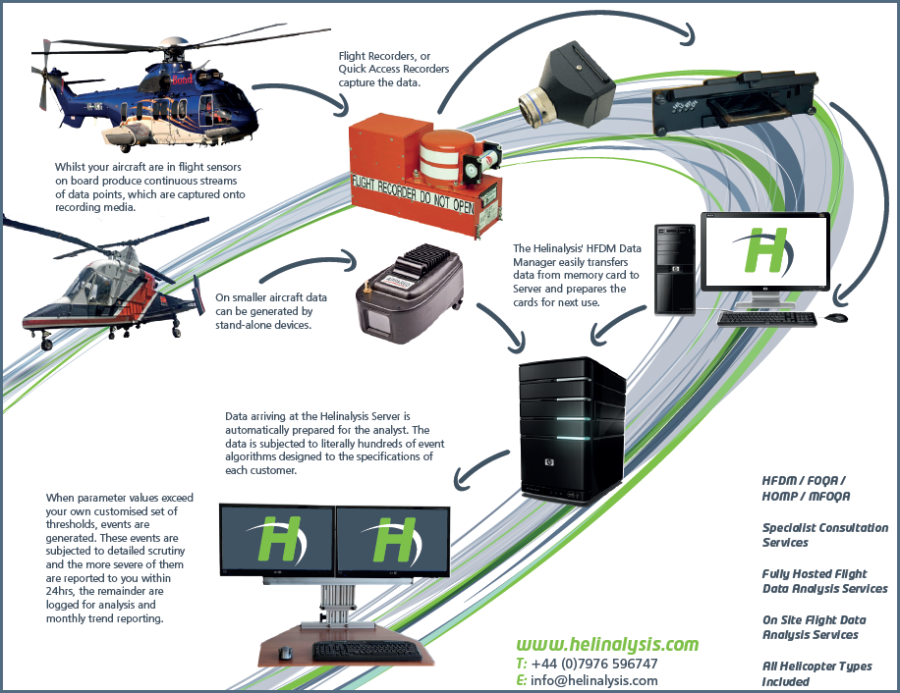 Flight Recorders, or
Quick Access Recorders
capture the data.
Whilst your aircraft are in flight sensors
on board produce continuous streams
of data points, which are captured onto
recording media.
FLIGHT RECORDER DO NOT OPEN
On smaller aircraft data
can be generated by
stand-alone devices.
The Helinalysis' HFDM Data
Manager easily transfers
data from memory card to
Server and prepares the
cards for next use.
H
Data arriving at the Helinalysis Server is
automatically prepared for the analyst. The
data is subjected to literally hundreds of event
algorithms designed to the specifications of
each customer.
hp
When parameter values exceed
your own customised set of
thresholds, events are
generated. These events are
subjected to detailed scrutiny
and the more severe of them
are reported to you within
24hrs, the remainder are
logged for analysis and
monthly trend reporting.
H
H
HFDM / FOQA /
HOMP / MFOQA
Specialist Consultation
Services
Fully Hosted Flight
Data Analysis Services
On Site Flight Data
Analysis Services
All Helicopter Types
Included
www.helinalysis.com
T: +44 (0)7976 596747
E: info@helinalysis.com